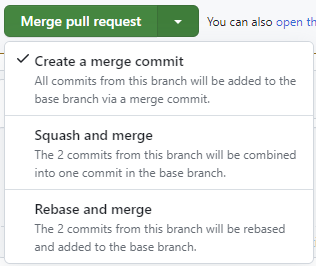 Merge pull request
You can also open th
Create a merge commit
All commits from this branch will be added to the
base branch via a merge commit.
Squash and merge
The 2 commits from this branch will be combined
into one commit in the base branch.
Rebase and merge
The 2 commits from this branch will be rebased
and added to the base branch.